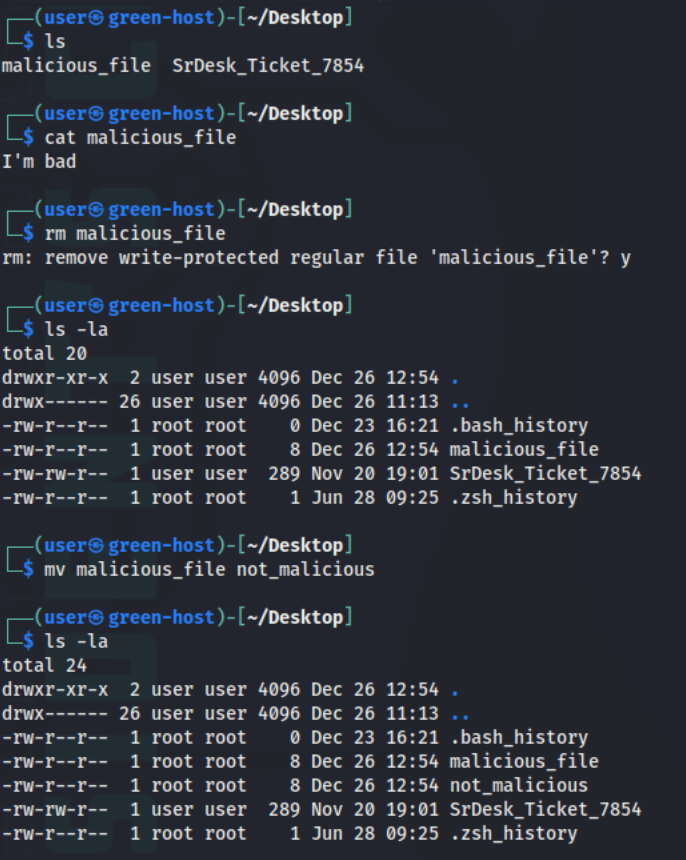 ┌──(user㉿green-host)-[~/Desktop]
└─$ ls
malicious_file  SrDesk_Ticket_7854

┌──(user㉿green-host)-[~/Desktop]
└─$ cat malicious_file
I'm bad

┌──(user㉿green-host)-[~/Desktop]
└─$ rm malicious_file
rm: remove write-protected regular file 'malicious_file'? y

┌──(user㉿green-host)-[~/Desktop]
└─$ ls -la
total 20
drwxr-xr-x  2 user user 4096 Dec 26 12:54 .
drwx------ 26 user user 4096 Dec 26 11:13 ..
-rw-r--r--  1 root root    0 Dec 23 16:21 .bash_history
-rw-r--r--  1 root root    8 Dec 26 12:54 malicious_file
-rw-rw-r--  1 user user  289 Nov 20 19:01 SrDesk_Ticket_7854
-rw-r--r--  1 root root    1 Jun 28 09:25 .zsh_history

┌──(user㉿green-host)-[~/Desktop]
└─$ mv malicious_file not_malicious

┌──(user㉿green-host)-[~/Desktop]
└─$ ls -la
total 24
drwxr-xr-x  2 user user 4096 Dec 26 12:54 .
drwx------ 26 user user 4096 Dec 26 11:13 ..
-rw-r--r--  1 root root    0 Dec 23 16:21 .bash_history
-rw-r--r--  1 root root    8 Dec 26 12:54 malicious_file
-rw-r--r--  1 root root    8 Dec 26 12:54 not_malicious
-rw-rw-r--  1 user user  289 Nov 20 19:01 SrDesk_Ticket_7854
-rw-r--r--  1 root root    1 Jun 28 09:25 .zsh_history